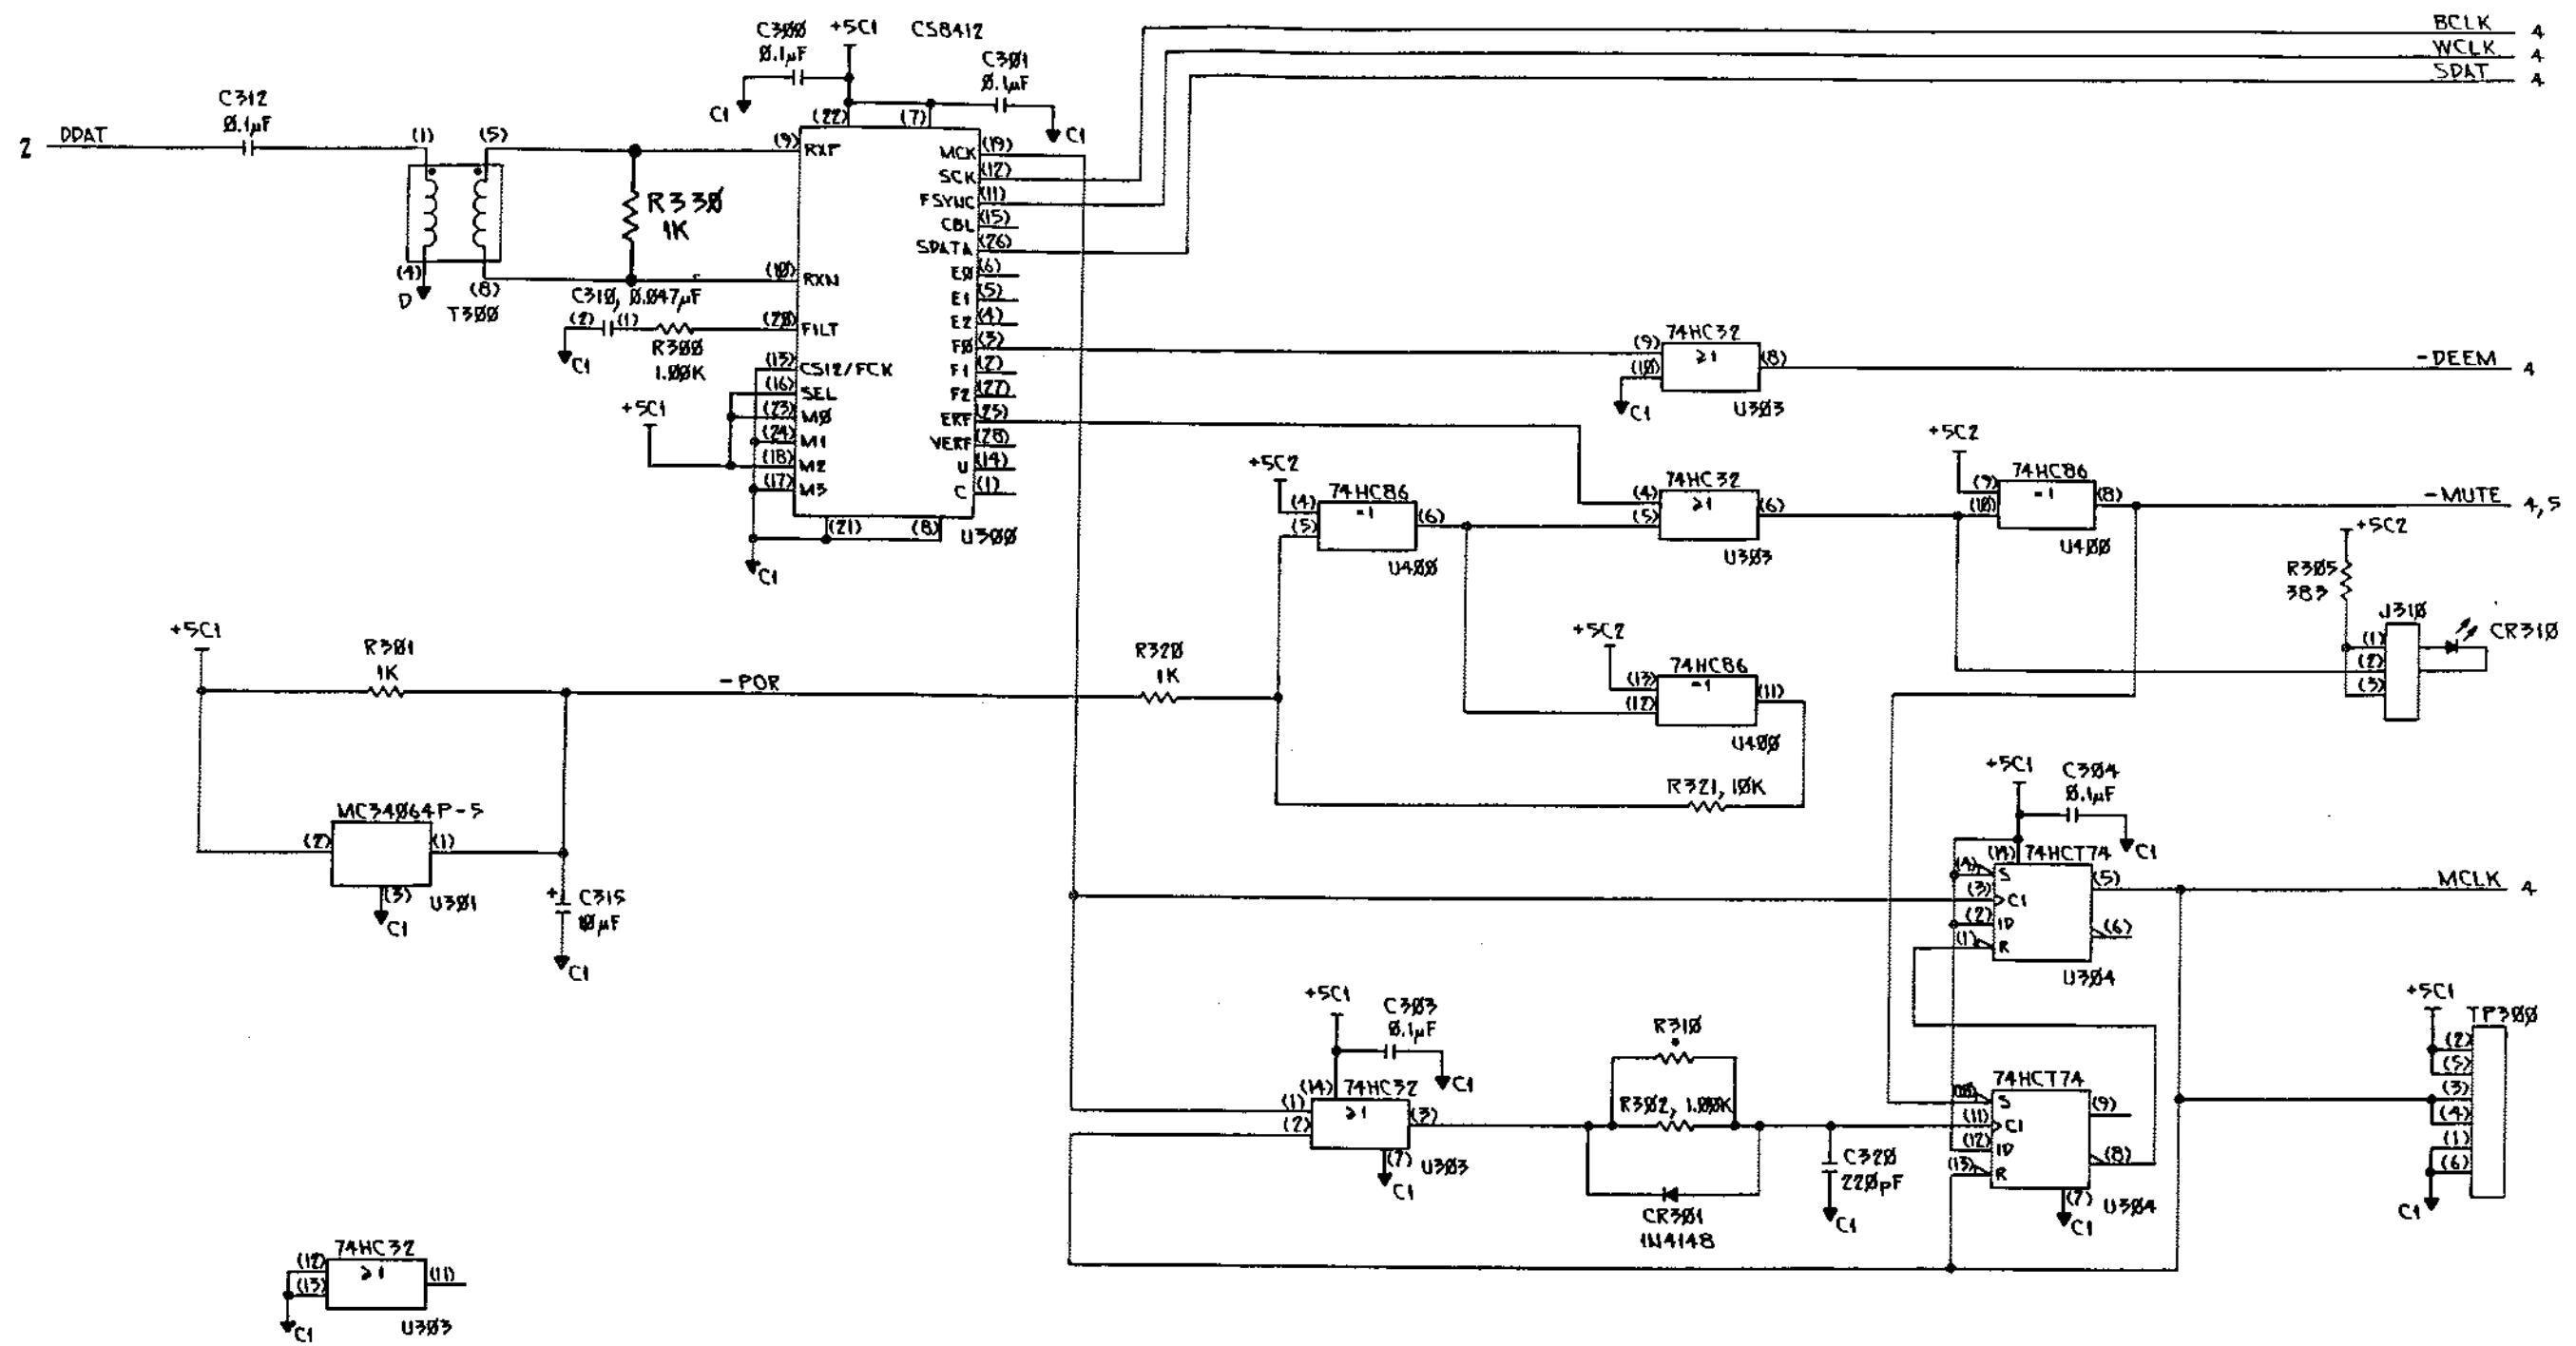 C300 +5C1 CS8412
0.1µF
C301
0.1µF
C1
C1
BCLK 4
WCLK 4
SDAT 4
C312
0.1µF
2 DDAT
(1) (5)
(4)
D
(8)
T300
R330
1K
C310, 0.047µF
(2) (1)
C1
R300
1.00K
+5C1
(22) (7)
(9) RXP
(10) RXN
(20) FILT
(13) CS12/FCK
(16) SEL
(23) M0
(24) M1
(18) M2
(17) M3
MCK (19)
SCK (12)
FSYNC (11)
CBL (15)
SDATA (26)
E0 (6)
E1 (5)
E2 (4)
F0 (3)
F1 (2)
F2 (27)
ERF (25)
VERF (28)
U (14)
C (1)
(21) (8)
U300
C1
74HC32
(9)
(10)
≥1
(8)
C1
U303
-DEEM 4
+5C2
74HC86
(4)
(5)
=1
(6)
U400
74HC32
(4)
(5)
≥1
(6)
U303
+5C2
74HC86
(9)
(10)
=1
(8)
U400
-MUTE 4,5
+5C2
R305
383
J310
(1)
(2)
(3)
CR310
+5C1
R301
1K
-POR
R320
1K
+5C2
74HC86
(13)
(12)
=1
(11)
U400
R321, 10K
MC34064P-5
(2) (1)
(3)
U301
C1
+ C315
10µF
C1
+5C1
C304
0.1µF
C1
(14) 74HCT74
(4) S
(3) C1
(2) 1D
(1) R
(5)
(6)
U304
MCLK 4
+5C1
C303
0.1µF
C1
(14) 74HC32
(1)
(2)
≥1
(3)
(7)
U303
C1
R310
*
R302, 1.00K
CR301
1N4148
C320
220pF
C1
74HCT74
(10) S
(11) C1
(12) 1D
(13) R
(9)
(8)
(7)
U304
C1
+5C1
TP300
(2)
(5)
(3)
(4)
(1)
(6)
C1
74HC32
(12)
(13)
≥1
(11)
C1
U303